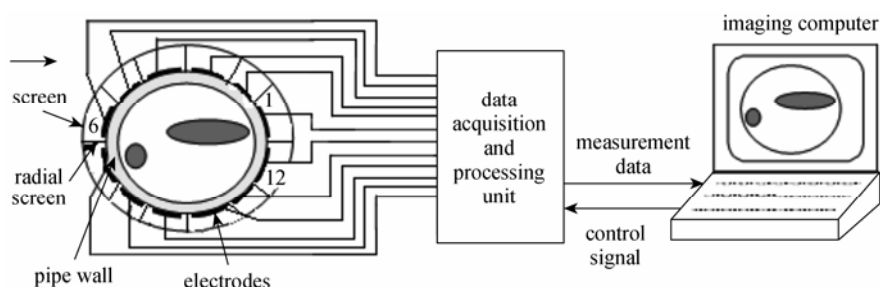 imaging computer
screen
1
6
12
radial
screen
pipe wall
electrodes
data
acquisition
and
processing
unit
measurement
data
control
signal